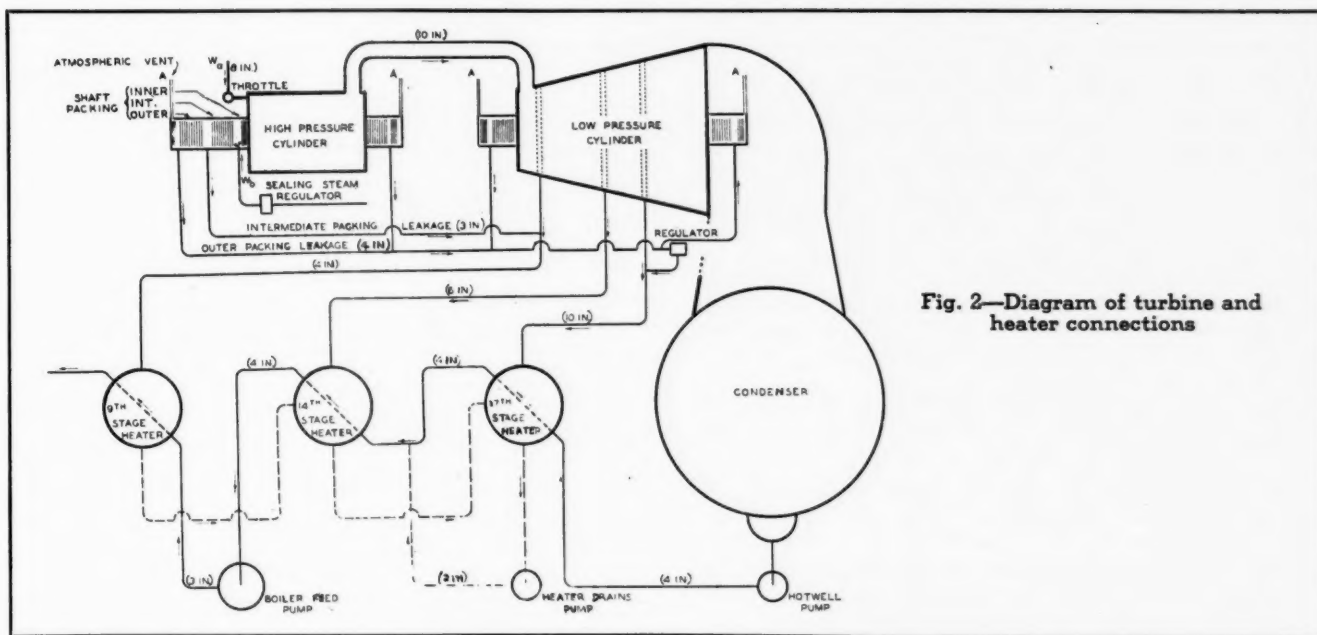 (10 IN)
ATMOSPHERIC VENT
A
Wa
(8 IN.)
THROTTLE
A
A
A
SHAFT
PACKING
INNER
INT.
OUTER
HIGH PRESSURE
CYLINDER
LOW PRESSURE
CYLINDER
Wb
SEALING STEAM
REGULATOR
INTERMEDIATE PACKING LEAKAGE (3 IN)
REGULATOR
OUTER PACKING LEAKAGE (4 IN)
(4 IN)
(6 IN)
(10 IN)
Fig. 2—Diagram of turbine and
heater connections
(4 IN)
(4 IN)
9TH
STAGE
HEATER
14TH
STAGE
HEATER
17TH
STAGE
HEATER
CONDENSER
(3 IN)
BOILER FEED
PUMP
(2 IN)
HEATER DRAINS
PUMP
(4 IN)
HOTWELL
PUMP